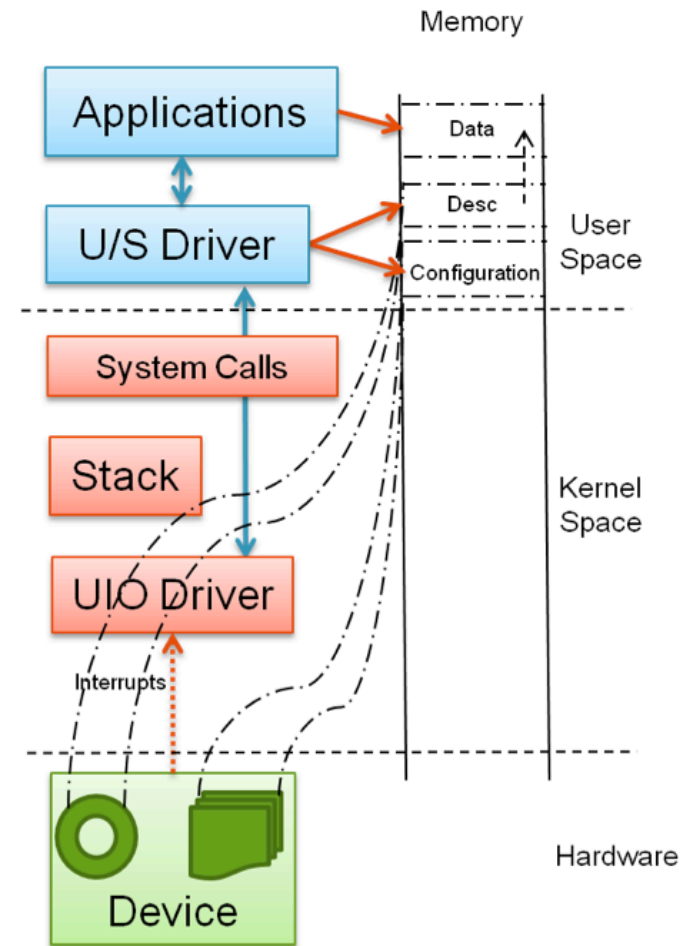 Memory
Applications
Data
Desc
U/S Driver
User
Space
Configuration
System Calls
Stack
Kernel
Space
UIO Driver
Interrupts
Hardware
Device